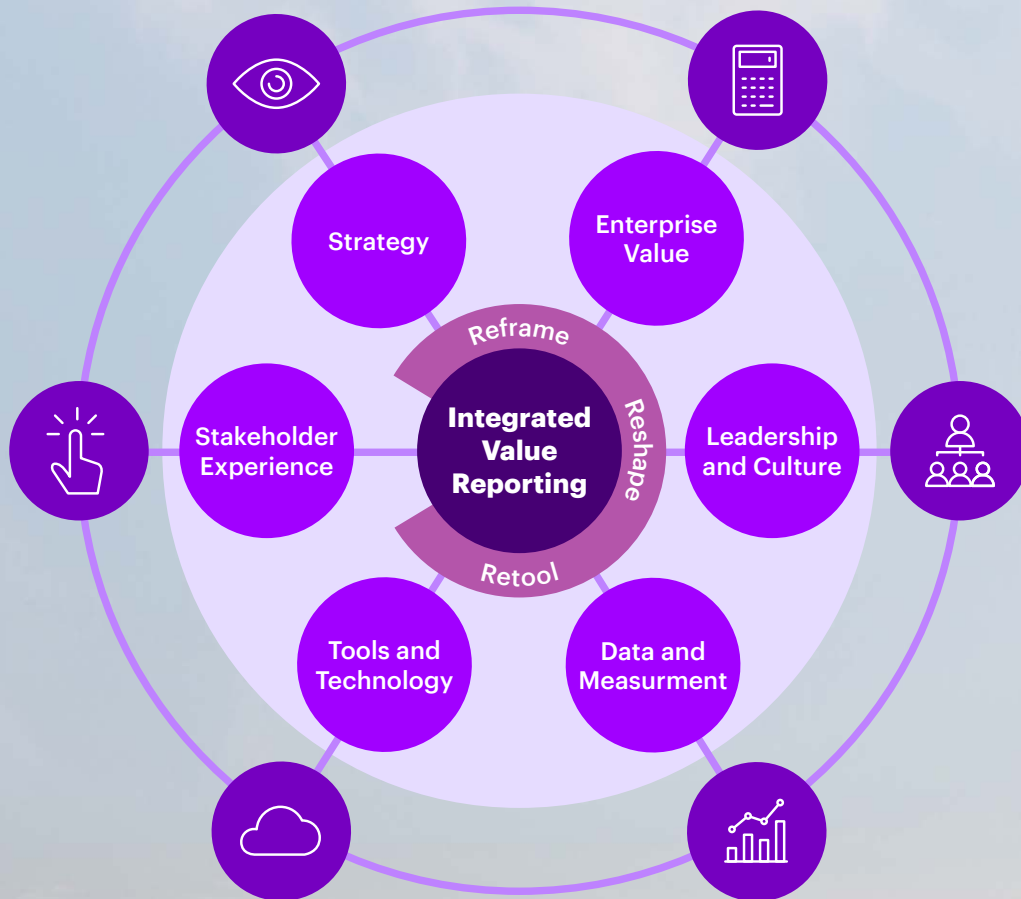 Strategy
Enterprise
Value
Reframe
Reshape
Retool
Integrated
Value
Reporting
Stakeholder
Experience
Leadership
and Culture
Tools and
Technology
Data and
Measurment